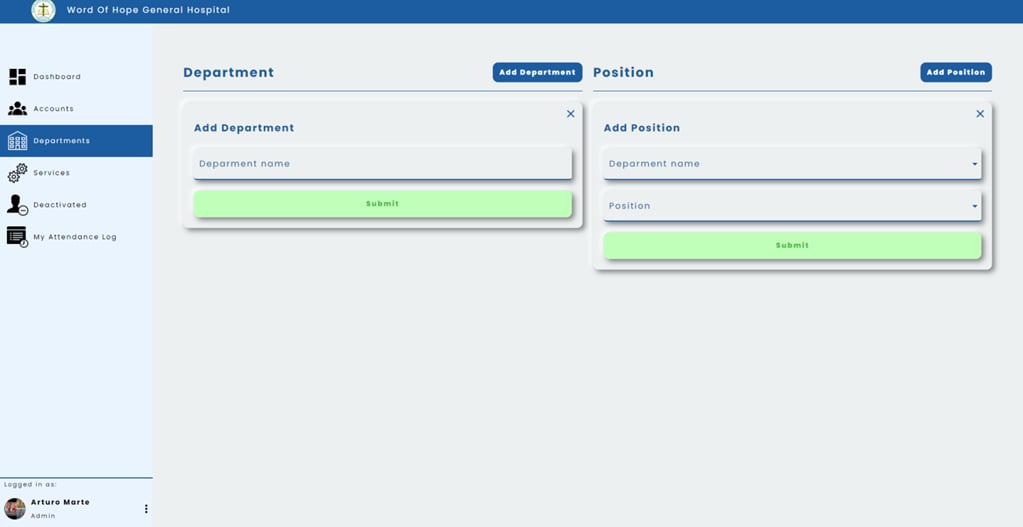 Word Of Hope General Hospital
Dashboard
Accounts
Departments
Services
Deactivated
My Attendance Log
Logged in as:
Arturo Marte
Admin
Department
Add Department
Add Department
Deparment name
Submit
Position
Add Position
Add Position
Deparment name
Position
Submit